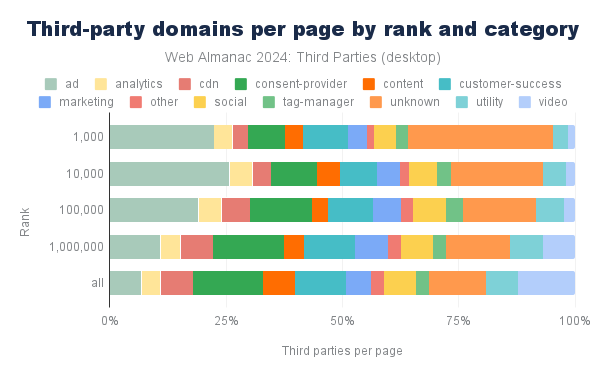 Third-party domains per page by rank and category
Web Almanac 2024: Third Parties (desktop)
ad analytics cdn consent-provider content customer-success
marketing other social tag-manager unknown utility video
Rank
1,000
10,000
100,000
1,000,000
all
0% 25% 50% 75% 100%
Third parties per page